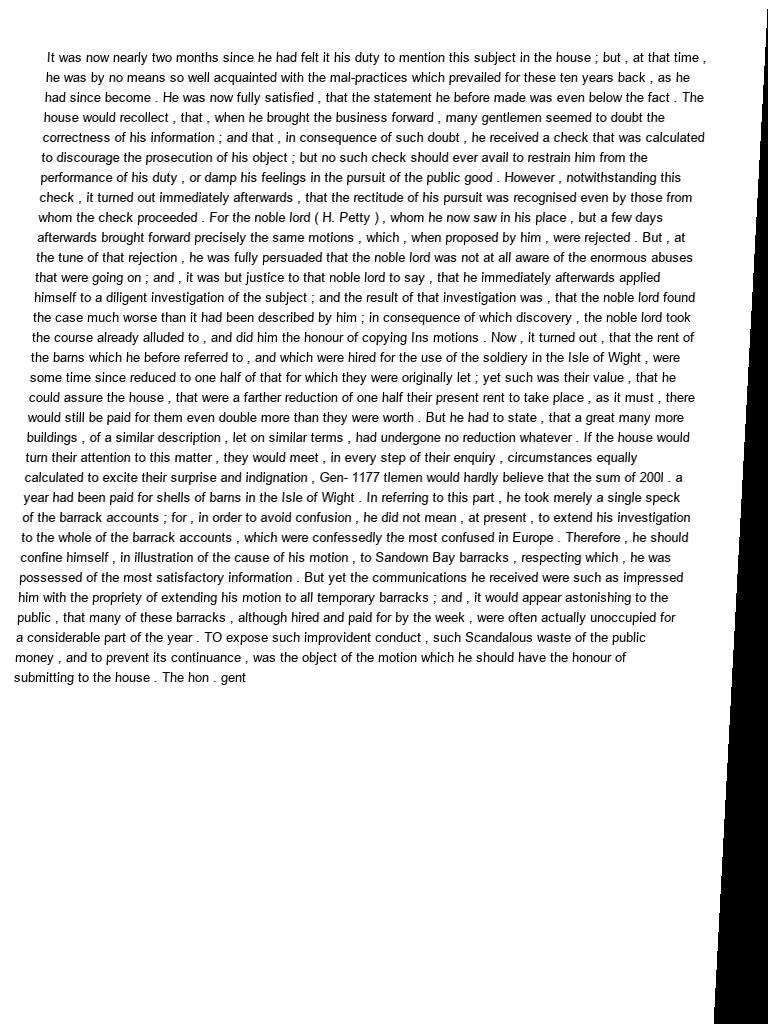 It was now nearly two months since he had felt it his duty to mention this subject in the house ; but , at that time ,
he was by no means so well acquainted with the mal-practices which prevailed for these ten years back , as he
had since become . He was now fully satisfied , that the statement he before made was even below the fact . The
house would recollect , that , when he brought the business forward , many gentlemen seemed to doubt the
correctness of his information ; and that , in consequence of such doubt , he received a check that was calculated
to discourage the prosecution of his object ; but no such check should ever avail to restrain him from the
performance of his duty , or damp his feelings in the pursuit of the public good . However , notwithstanding this
check , it turned out immediately afterwards , that the rectitude of his pursuit was recognised even by those from
whom the check proceeded . For the noble lord ( H. Petty ) , whom he now saw in his place , but a few days
afterwards brought forward precisely the same motions , which , when proposed by him , were rejected . But , at
the tune of that rejection , he was fully persuaded that the noble lord was not at all aware of the enormous abuses
that were going on ; and , it was but justice to that noble lord to say , that he immediately afterwards applied
himself to a diligent investigation of the subject ; and the result of that investigation was , that the noble lord found
the case much worse than it had been described by him ; in consequence of which discovery , the noble lord took
the course already alluded to , and did him the honour of copying Ins motions . Now , it turned out , that the rent of
the barns which he before referred to , and which were hired for the use of the soldiery in the Isle of Wight , were
some time since reduced to one half of that for which they were originally let ; yet such was their value , that he
could assure the house , that were a farther reduction of one half their present rent to take place , as it must , there
would still be paid for them even double more than they were worth . But he had to state , that a great many more
buildings , of a similar description , let on similar terms , had undergone no reduction whatever . If the house would
turn their attention to this matter , they would meet , in every step of their enquiry , circumstances equally
calculated to excite their surprise and indignation , Gen- 1177 tlemen would hardly believe that the sum of 200l . a
year had been paid for shells of barns in the Isle of Wight . In referring to this part , he took merely a single speck
of the barrack accounts ; for , in order to avoid confusion , he did not mean , at present , to extend his investigation
to the whole of the barrack accounts , which were confessedly the most confused in Europe . Therefore , he should
confine himself , in illustration of the cause of his motion , to Sandown Bay barracks , respecting which , he was
possessed of the most satisfactory information . But yet the communications he received were such as impressed
him with the propriety of extending his motion to all temporary barracks ; and , it would appear astonishing to the
public , that many of these barracks , although hired and paid for by the week , were often actually unoccupied for
a considerable part of the year . TO expose such improvident conduct , such Scandalous waste of the public
money , and to prevent its continuance , was the object of the motion which he should have the honour of
submitting to the house . The hon . gent